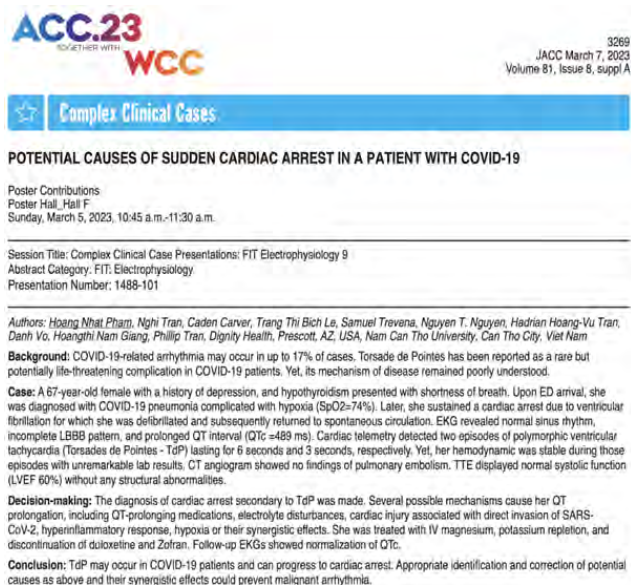 ACC.23
TOGETHER WITH
WCC
3269
JACC March 7, 2023
Volume 81, Issue 8, suppl A
Complex Clinical Cases
POTENTIAL CAUSES OF SUDDEN CARDIAC ARREST IN A PATIENT WITH COVID-19
Poster Contributions
Poster Hall_Hall F
Sunday, March 5, 2023, 10:45 a.m.-11:30 a.m.
Session Title: Complex Clinical Case Presentations: FIT Electrophysiology 9
Abstract Category: FIT: Electrophysiology
Presentation Number: 1488-101
Authors: Hoang Nhat Pham, Nghi Tran, Caden Carver, Trang Thi Bich Le, Samuel Trevena, Nguyen T. Nguyen, Hadrian Hoang-Vu Tran,
Danh Vo, Hoangthi Nam Giang, Phillip Tran, Dignity Health, Prescott, AZ, USA, Nam Can Tho University, Can Tho City, Viet Nam
Background: COVID-19-related arrhythmia may occur in up to 17% of cases. Torsade de Pointes has been reported as a rare but
potentially life-threatening complication in COVID-19 patients. Yet, its mechanism of disease remained poorly understood.
Case: A 67-year-old female with a history of depression, and hypothyroidism presented with shortness of breath. Upon ED arrival, she
was diagnosed with COVID-19 pneumonia complicated with hypoxia (SpO2=74%). Later, she sustained a cardiac arrest due to ventricular
fibrillation for which she was defibrillated and subsequently returned to spontaneous circulation. EKG revealed normal sinus rhythm,
incomplete LBBB pattern, and prolonged QT interval (QTc =489 ms). Cardiac telemetry detected two episodes of polymorphic ventricular
tachycardia (Torsades de Pointes - TdP) lasting for 6 seconds and 3 seconds, respectively. Yet, her hemodynamic was stable during those
episodes with unremarkable lab results. CT angiogram showed no findings of pulmonary embolism. TTE displayed normal systolic function
(LVEF 60%) without any structural abnormalities.
Decision-making: The diagnosis of cardiac arrest secondary to TdP was made. Several possible mechanisms cause her QT
prolongation, including QT-prolonging medications, electrolyte disturbances, cardiac injury associated with direct invasion of SARS-
CoV-2, hyperinflammatory response, hypoxia or their synergistic effects. She was treated with IV magnesium, potassium repletion, and
discontinuation of duloxetine and Zofran. Follow-up EKGs showed normalization of QTc.
Conclusion: TdP may occur in COVID-19 patients and can progress to cardiac arrest. Appropriate identification and correction of potential
causes as above and their synergistic effects could prevent malignant arrhythmia.